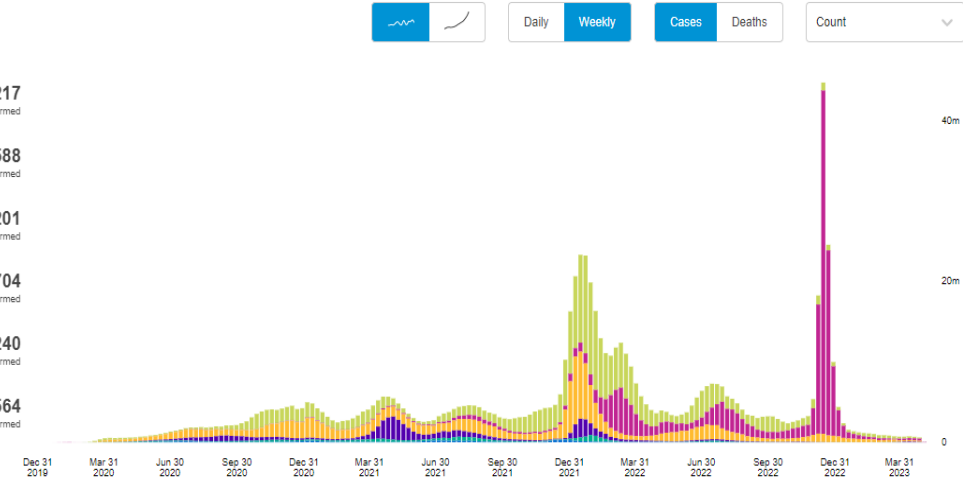 Daily
Weekly
Cases
Deaths
Count
217
rmed
588
rmed
201
rmed
704
rmed
240
rmed
564
rmed
40m
20m
0
Dec 31 2019
Mar 31 2020
Jun 30 2020
Sep 30 2020
Dec 31 2020
Mar 31 2021
Jun 30 2021
Sep 30 2021
Dec 31 2021
Mar 31 2022
Jun 30 2022
Sep 30 2022
Dec 31 2022
Mar 31 2023